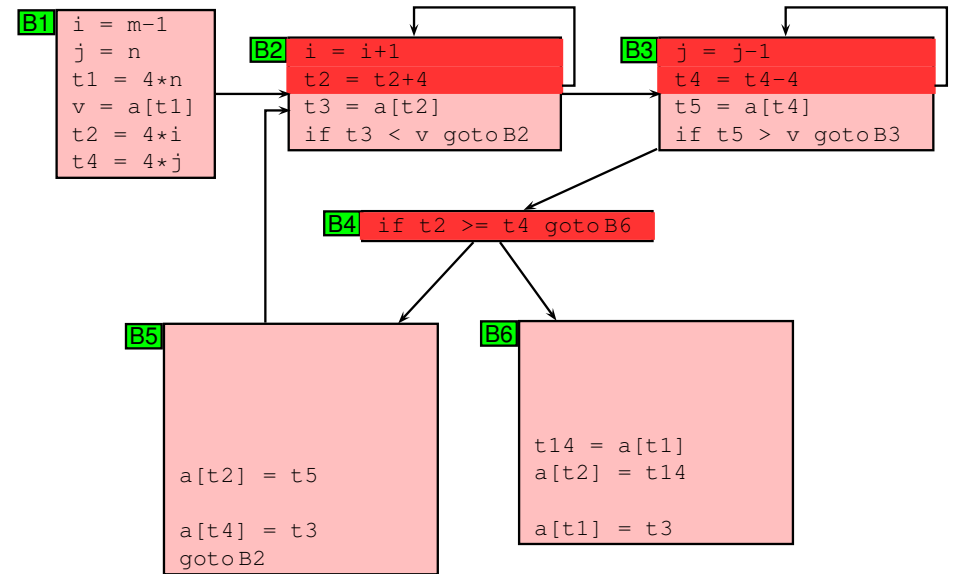 B1
i = m-1
j = n
t1 = 4*n
v = a[t1]
t2 = 4*i
t4 = 4*j
B2
i = i+1
t2 = t2+4
t3 = a[t2]
if t3 < v goto B2
B3
j = j-1
t4 = t4-4
t5 = a[t4]
if t5 > v goto B3
B4
if t2 >= t4 goto B6
B5
a[t2] = t5
a[t4] = t3
goto B2
B6
t14 = a[t1]
a[t2] = t14
a[t1] = t3